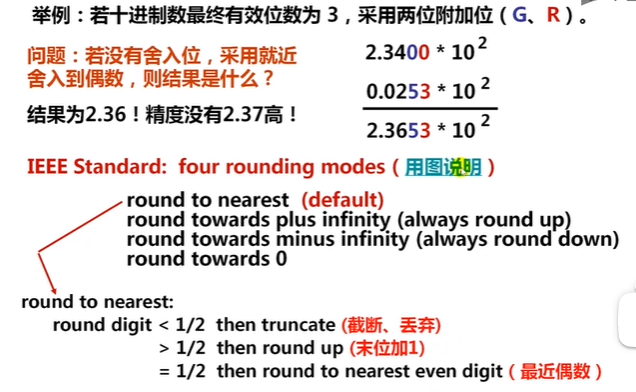 举例：若十进制数最终有效位数为 3，采用两位附加位（G、R）。
问题：若没有舍入位，采用就近
舍入到偶数，则结果是什么？
结果为2.36！精度没有2.37高！
2.3400 * 10²
0.0253 * 10²
2.3653 * 10²
IEEE Standard: four rounding modes（用图说明）
round to nearest (default)
round towards plus infinity (always round up)
round towards minus infinity (always round down)
round towards 0
round to nearest:
round digit < 1/2 then truncate (截断、丢弃)
> 1/2 then round up (末位加1)
= 1/2 then round to nearest even digit（最近偶数）